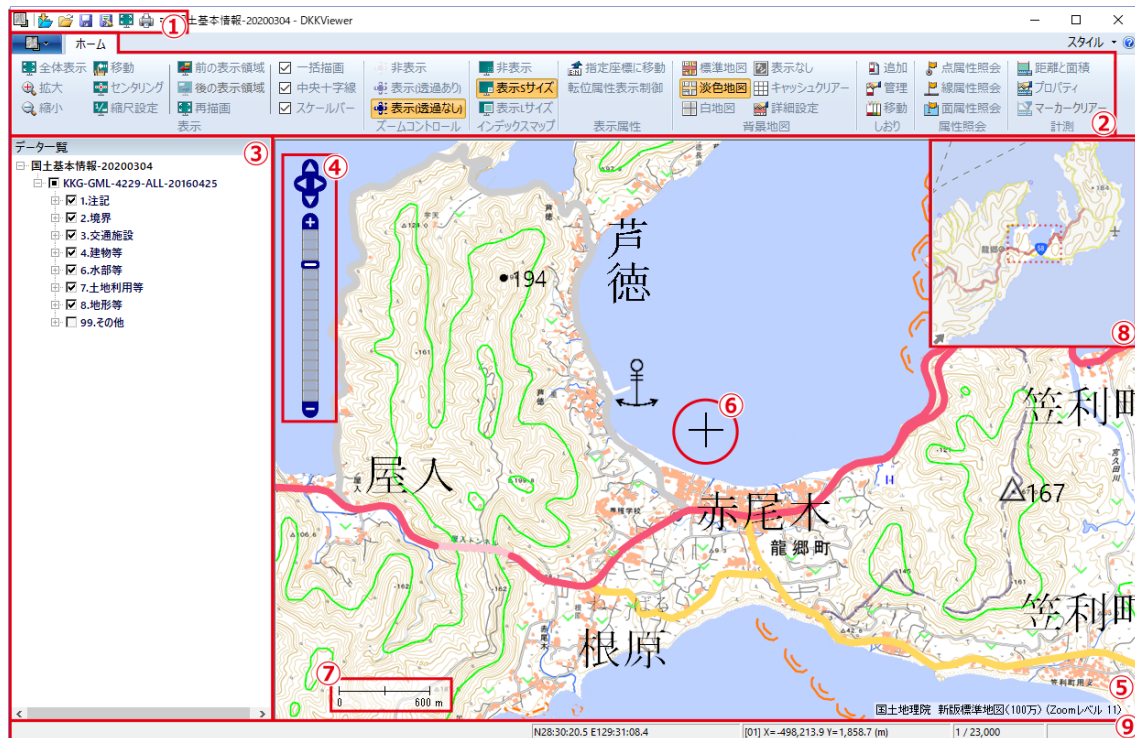 ①
国土基本情報-20200304 - DKKViewer
ホーム
スタイル
全体表示 移動 前の表示領域 一括描画 非表示 非表示 指定座標に移動 標準地図 表示なし 追加 点属性照会 距離と面積
拡大 センタリング 後の表示領域 中央十字線 表示(透過あり) 表示Sサイズ 転位属性表示制御 淡色地図 キャッシュクリアー 管理 線属性照会 プロパティ
縮小 縮尺設定 再描画 スケールバー 表示(透過なし) 表示Lサイズ 白地図 詳細設定 移動 面属性照会 マーカークリアー
表示 ズームコントロール インデックスマップ 表示属性 背景地図 しおり 属性照会 計測
②
データ一覧
③
国土基本情報-20200304
KKG-GML-4229-ALL-20160425
1.注記
2.境界
3.交通施設
4.建物等
6.水部等
7.土地利用等
8.地形等
99.その他
④
芦徳
194
⑧
⑥
笠利町
屋入
167
赤尾木
龍郷町
屋入トンネル
笠利町
根原
⑦
0 600 m
⑤
国土地理院 新版標準地図(100万) (Zoomレベル 11)
⑨
N28:30:20.5 E129:31:08.4
[01] X= -498,213.9 Y=1,858.7 (m)
1 / 23,000